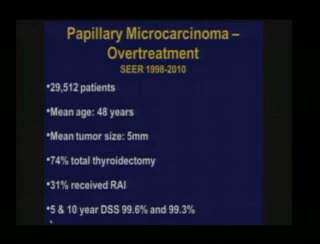 Papillary Microcarcinoma –
Overtreatment
SEER 1998-2010
•29,512 patients
•Mean age: 48 years
•Mean tumor size: 5mm
•74% total thyroidectomy
•31% received RAI
•5 & 10 year DSS 99.6% and 99.3%